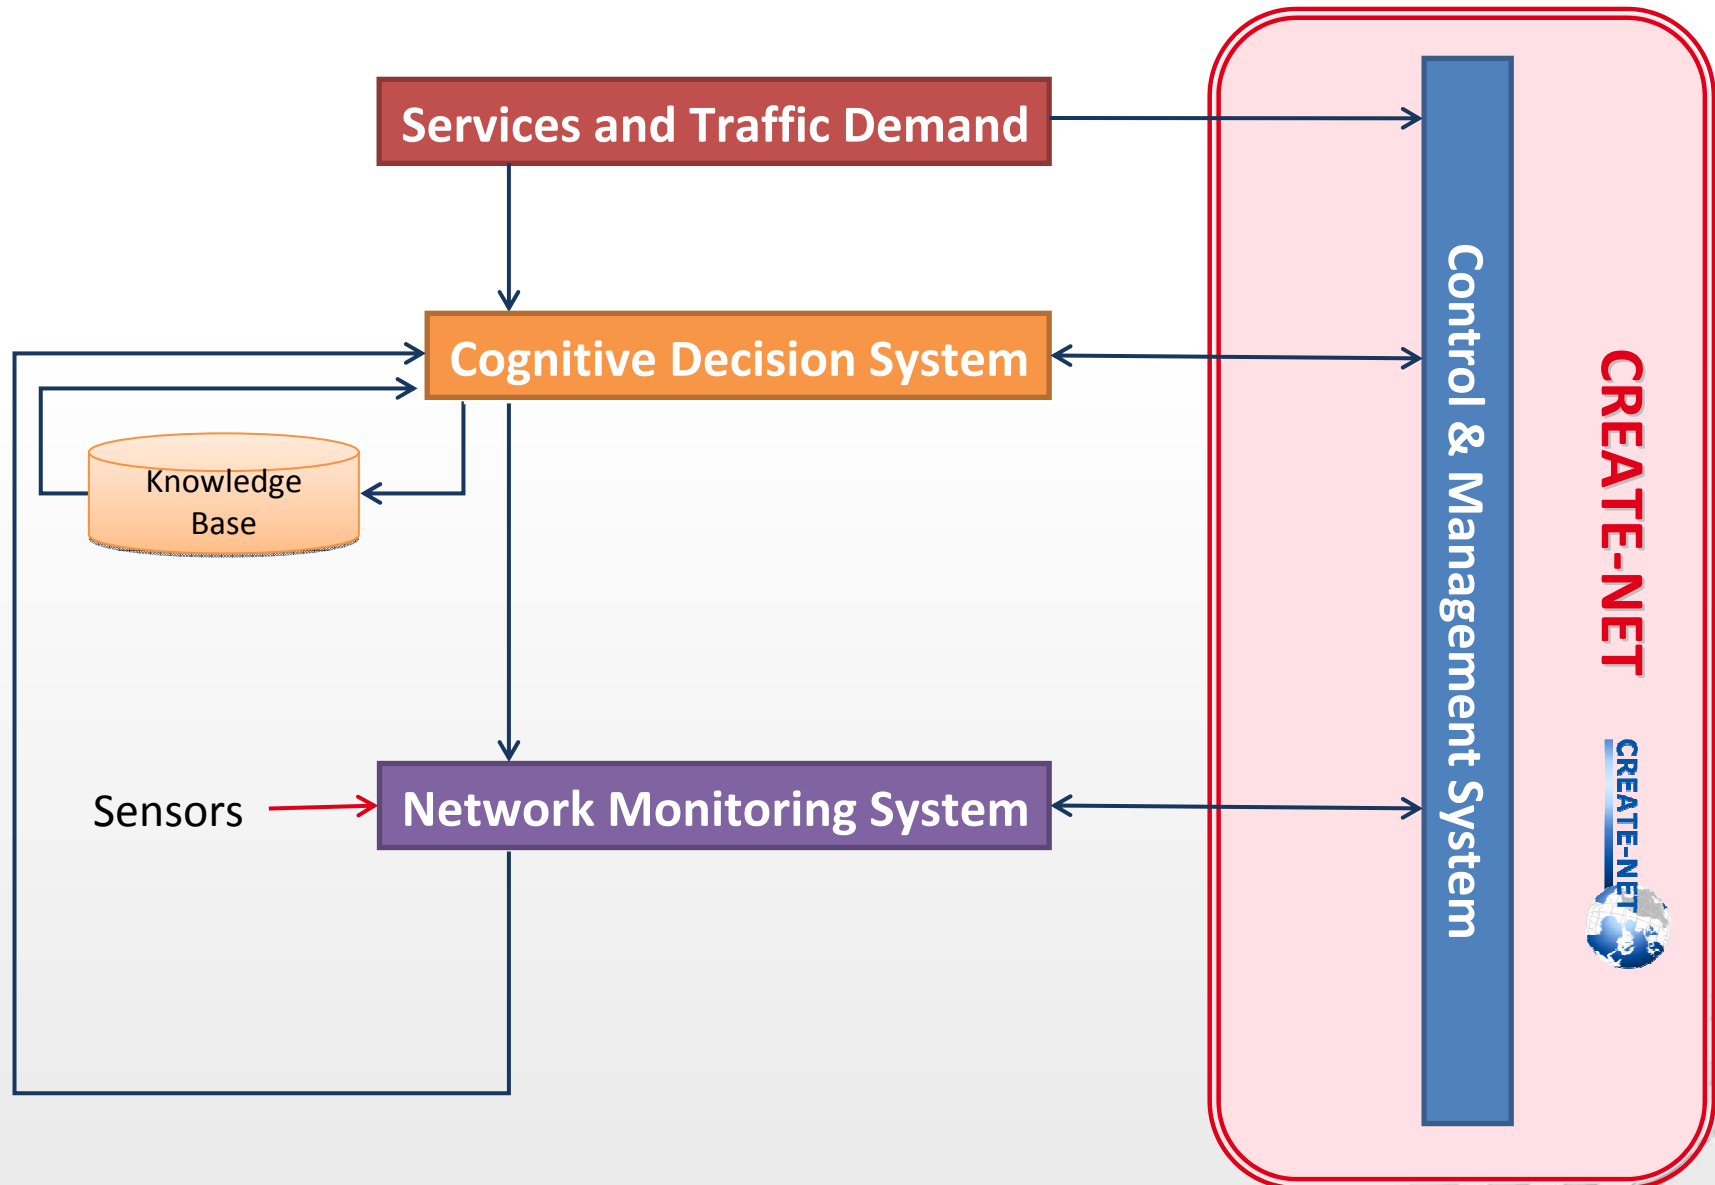 Services and Traffic Demand
Cognitive Decision System
Knowledge
Base
Sensors
Network Monitoring System
Control & Management System
CREATE-NET
CREATE-NET